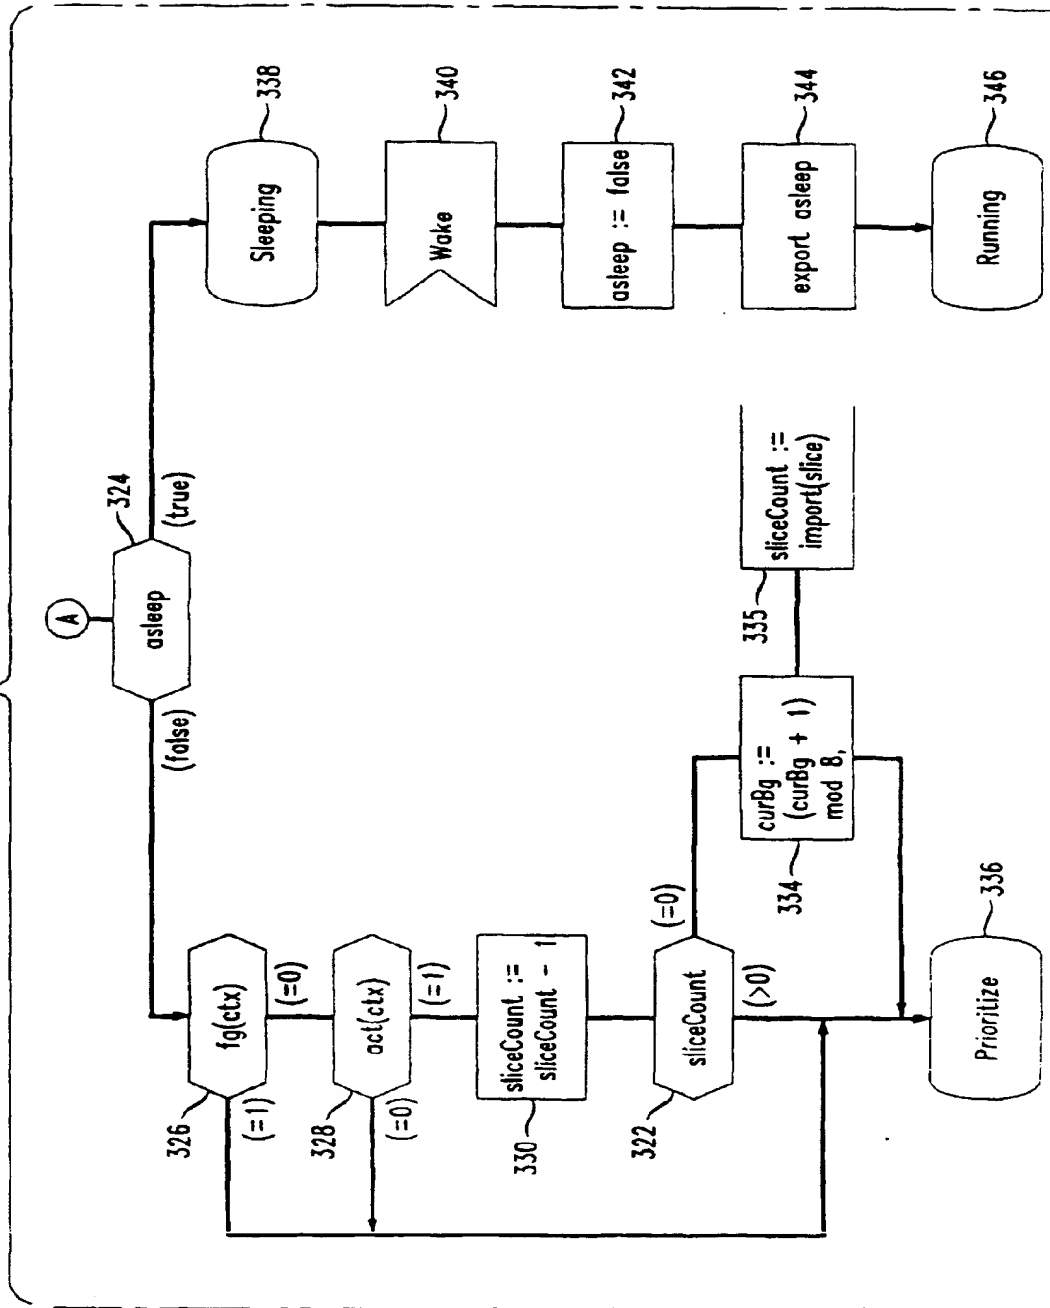 A
asleep
324
(false)
(true)
fg(ctx)
326
(=1)
(=0)
act(ctx)
328
(=0)
(=1)
sliceCount :=
sliceCount - 1
330
sliceCount
322
(=0)
(>0)
curBg :=
(curBg + 1)
mod 8,
334
sliceCount :=
import(slice)
335
Prioritize
336
Sleeping
338
Wake
340
asleep := false
342
export asleep
344
Running
346